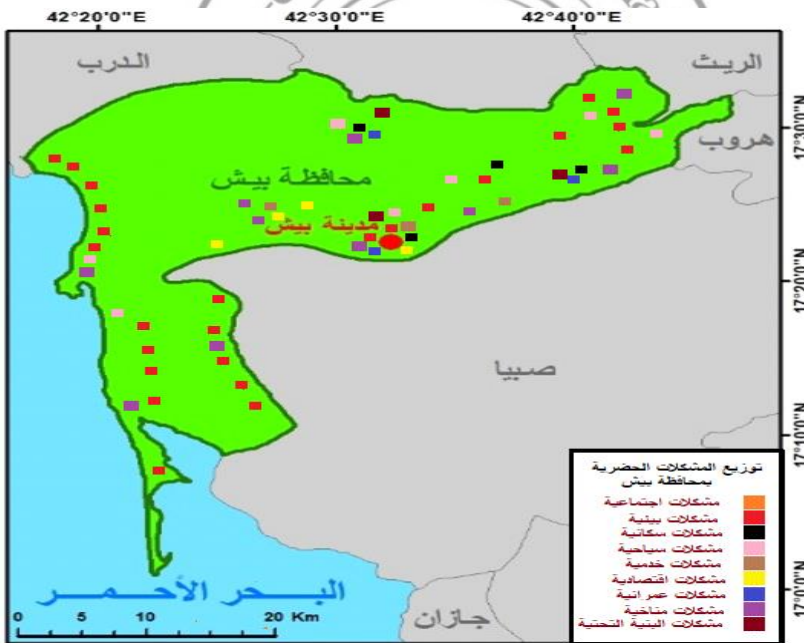 42°20'0"E 42°30'0"E 42°40'0"E
الدرب
الريث
هروب
17°30'0"N
محافظة بيش
مدينة بيش
17°20'0"N
صبيا
17°10'0"N
توزيع المشكلات الحضرية
بمحافظة بيش
مشكلات اجتماعية
مشكلات بيئية
مشكلات سكانية
مشكلات سياحية
مشكلات خدمية
مشكلات اقتصادية
مشكلات عمرانية
مشكلات مناخية
مشكلات البنية التحتية
17°0'0"N
البحر الأحمر
جازان
0 5 10 20 Km